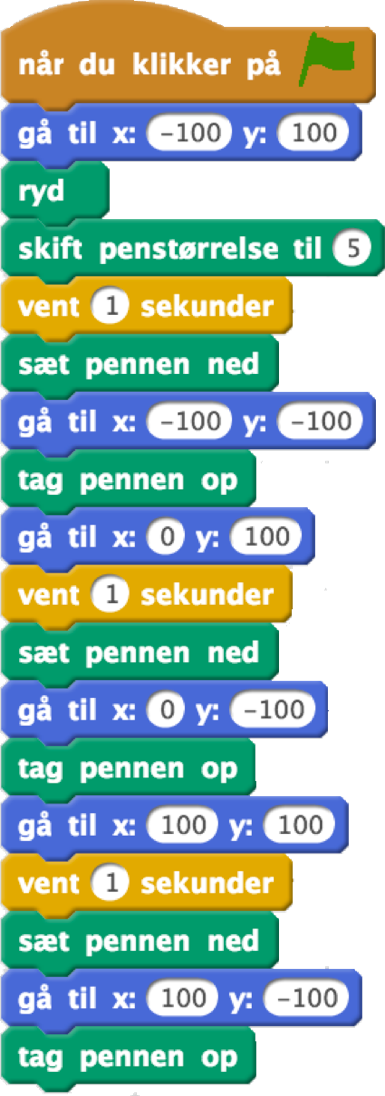 når du klikker på
gå til x: -100 y: 100
ryd
skift penstørrelse til 5
vent 1 sekunder
sæt pennen ned
gå til x: -100 y: -100
tag pennen op
gå til x: 0 y: 100
vent 1 sekunder
sæt pennen ned
gå til x: 0 y: -100
tag pennen op
gå til x: 100 y: 100
vent 1 sekunder
sæt pennen ned
gå til x: 100 y: -100
tag pennen op